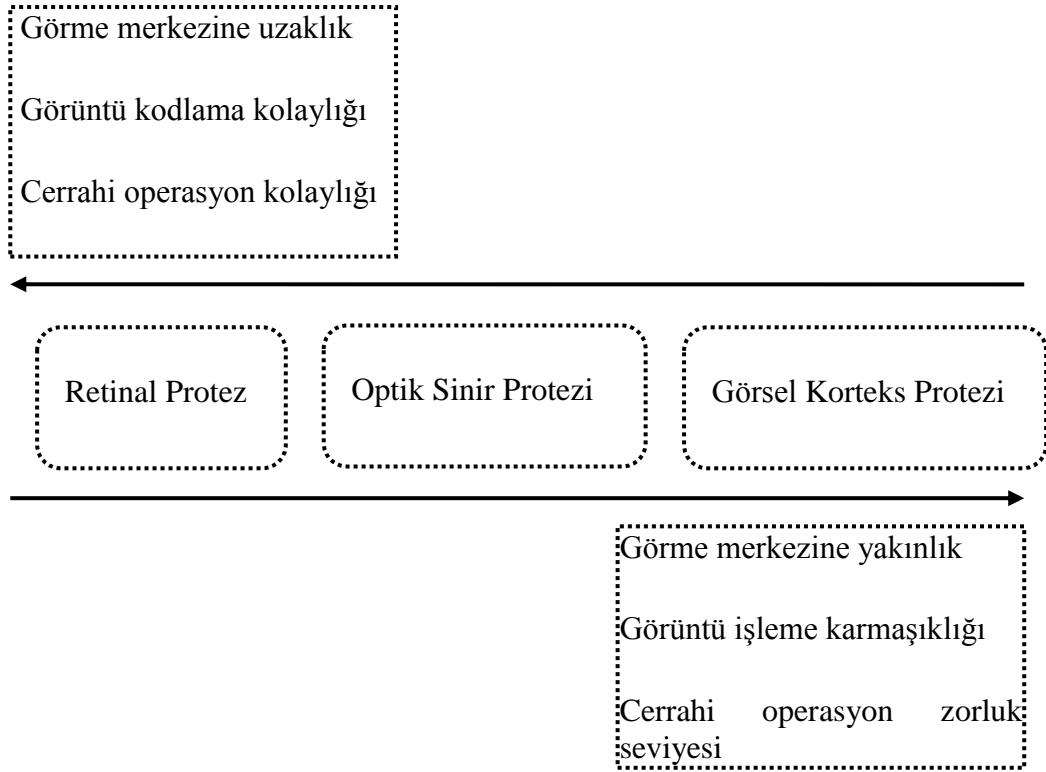 Görme merkezine uzaklık
Görüntü kodlama kolaylığı
Cerrahi operasyon kolaylığı
Retinal Protez
Optik Sinir Protezi
Görsel Korteks Protezi
Görme merkezine yakınlık
Görüntü işleme karmaşıklığı
Cerrahi operasyon zorluk
seviyesi